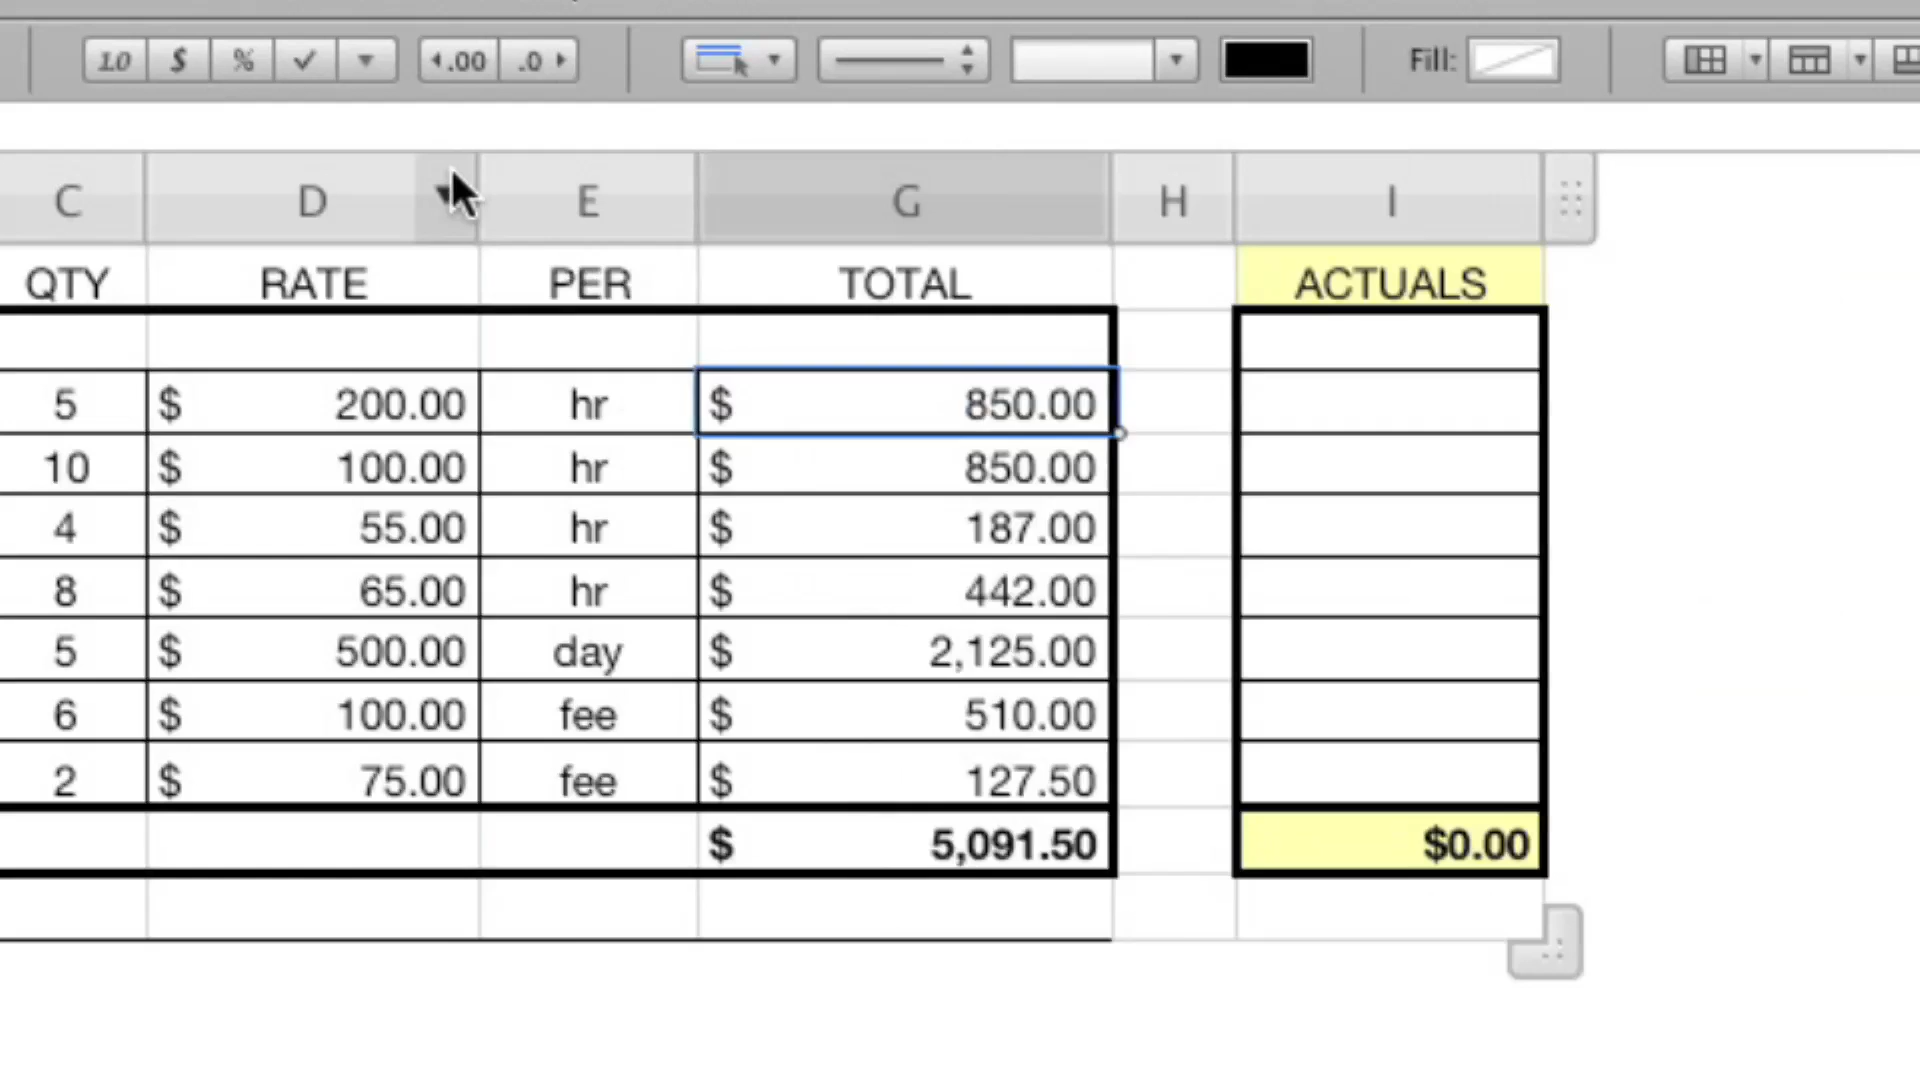 1.0 $ % .00 .0 Fill:
C D E G H I
QTY RATE PER TOTAL ACTUALS
5 $ 200.00 hr $ 850.00
10 $ 100.00 hr $ 850.00
4 $ 55.00 hr $ 187.00
8 $ 65.00 hr $ 442.00
5 $ 500.00 day $ 2,125.00
6 $ 100.00 fee $ 510.00
2 $ 75.00 fee $ 127.50
$ 5,091.50 $0.00